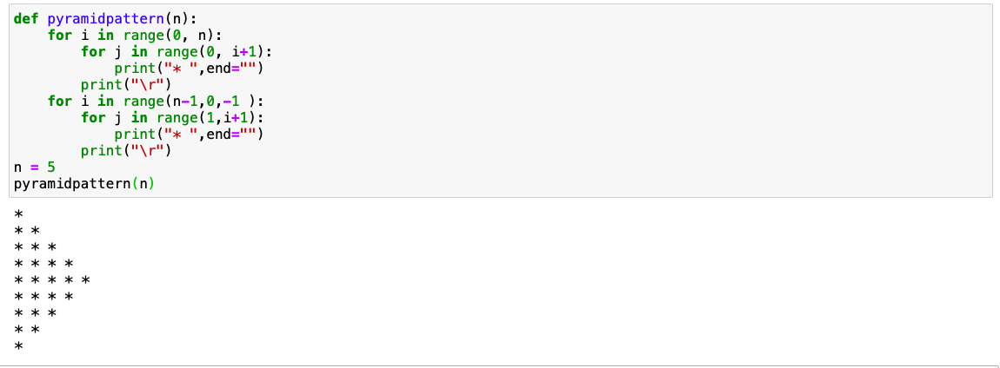 def pyramidpattern(n):
    for i in range(0, n):
        for j in range(0, i+1):
            print("* ",end="")
        print("\r")
    for i in range(n-1,0,-1 ):
        for j in range(1,i+1):
            print("* ",end="")
        print("\r")
n = 5
pyramidpattern(n)
*
* *
* * *
* * * *
* * * * *
* * * *
* * *
* *
*